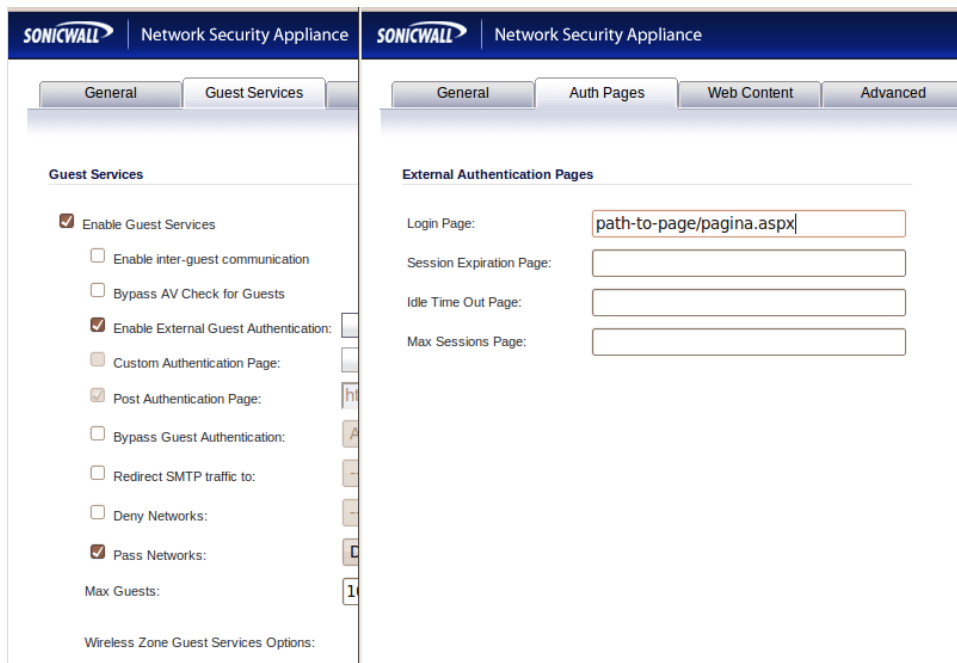 SONICWALL Network Security Appliance
General Guest Services
Guest Services
Enable Guest Services
Enable inter-guest communication
Bypass AV Check for Guests
Enable External Guest Authentication:
Custom Authentication Page:
Post Authentication Page: ht
Bypass Guest Authentication: A
Redirect SMTP traffic to: --
Deny Networks: --
Pass Networks: D
Max Guests: 10
Wireless Zone Guest Services Options:
SONICWALL Network Security Appliance
General Auth Pages Web Content Advanced
External Authentication Pages
Login Page: path-to-page/pagina.aspx
Session Expiration Page:
Idle Time Out Page:
Max Sessions Page: